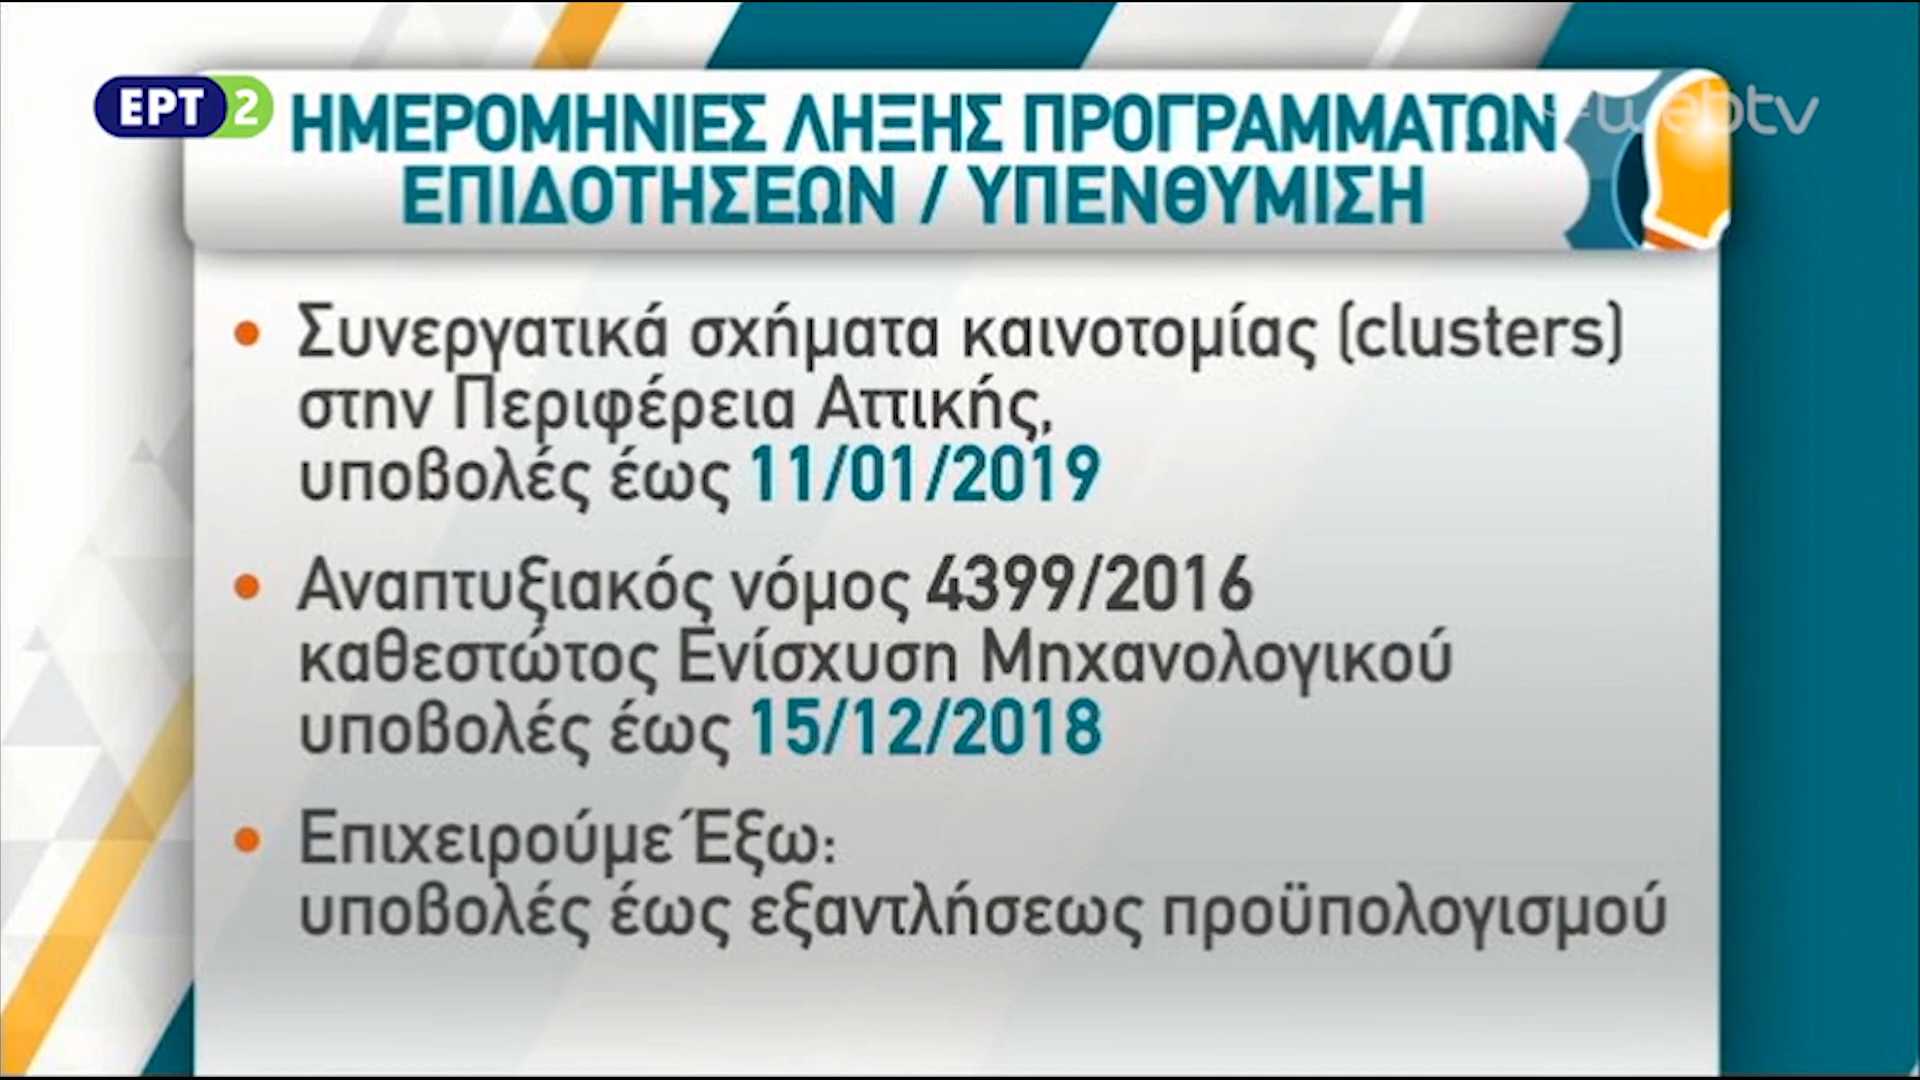 ΕΡΤ 2
webtv
ΗΜΕΡΟΜΗΝΙΕΣ ΛΗΞΗΣ ΠΡΟΓΡΑΜΜΑΤΩΝ
ΕΠΙΔΟΤΗΣΕΩΝ / ΥΠΕΝΘΥΜΙΣΗ
• Συνεργατικά σχήματα καινοτομίας (clusters)
στην Περιφέρεια Αττικής,
υποβολές έως 11/01/2019
• Αναπτυξιακός νόμος 4399/2016
καθεστώτος Ενίσχυση Μηχανολογικού
υποβολές έως 15/12/2018
• Επιχειρούμε Έξω:
υποβολές έως εξαντλήσεως προϋπολογισμού